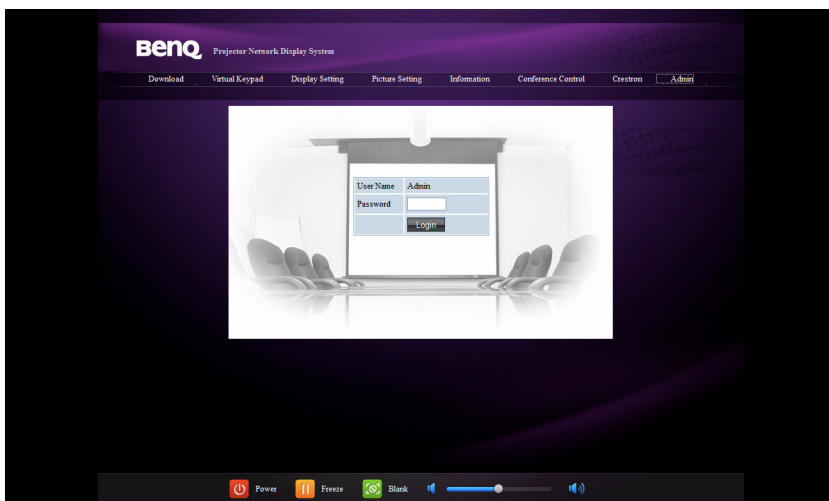 BenQ Projector Network Display System
Download Virtual Keypad Display Setting Picture Setting Information Conference Control Crestron Admin
User Name Admin
Password
Login
Power Freeze Blank